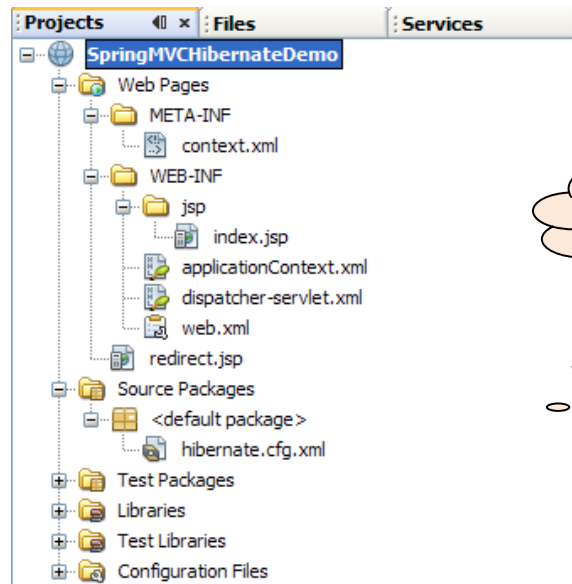 Projects Files Services
SpringMVCHibernateDemo
Web Pages
META-INF
context.xml
WEB-INF
jsp
index.jsp
applicationContext.xml
dispatcher-servlet.xml
web.xml
redirect.jsp
Source Packages
<default package>
hibernate.cfg.xml
Test Packages
Libraries
Test Libraries
Configuration Files